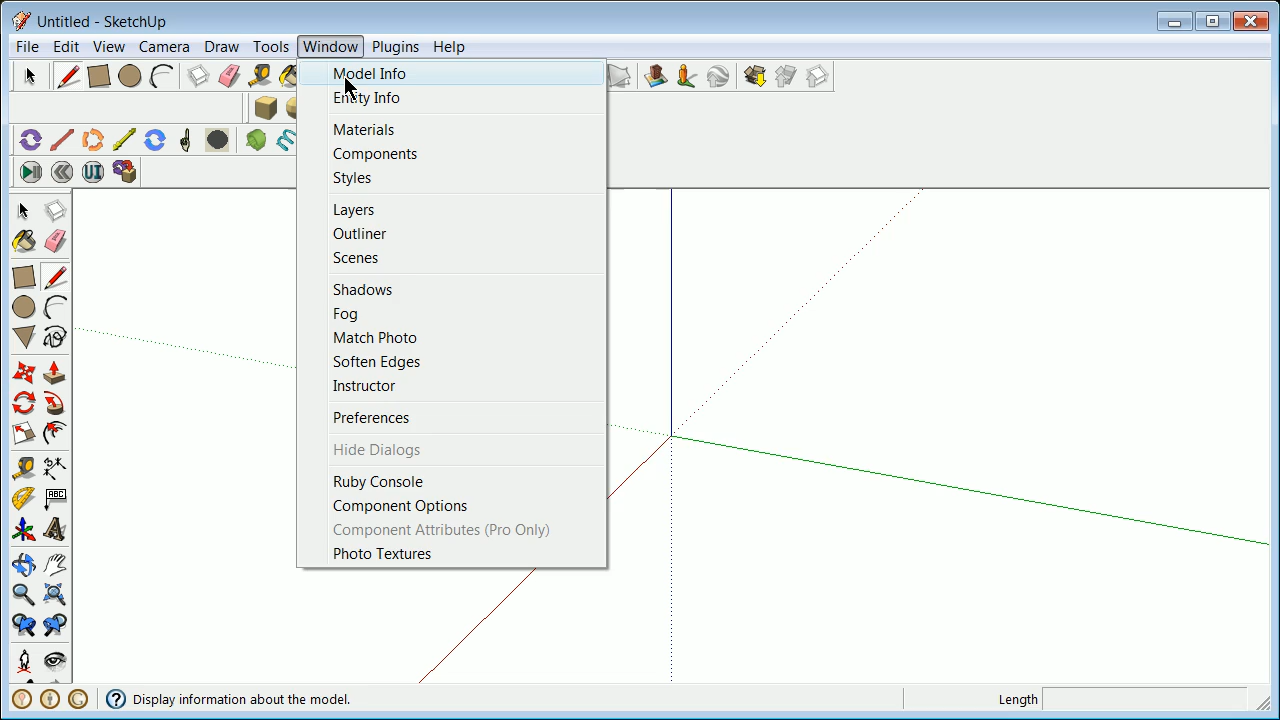 Untitled - SketchUp
File Edit View Camera Draw Tools Window Plugins Help
Model Info
Entity Info
Materials
Components
Styles
Layers
Outliner
Scenes
Shadows
Fog
Match Photo
Soften Edges
Instructor
Preferences
Hide Dialogs
Ruby Console
Component Options
Component Attributes (Pro Only)
Photo Textures
UI
ABC
Display information about the model.
Length